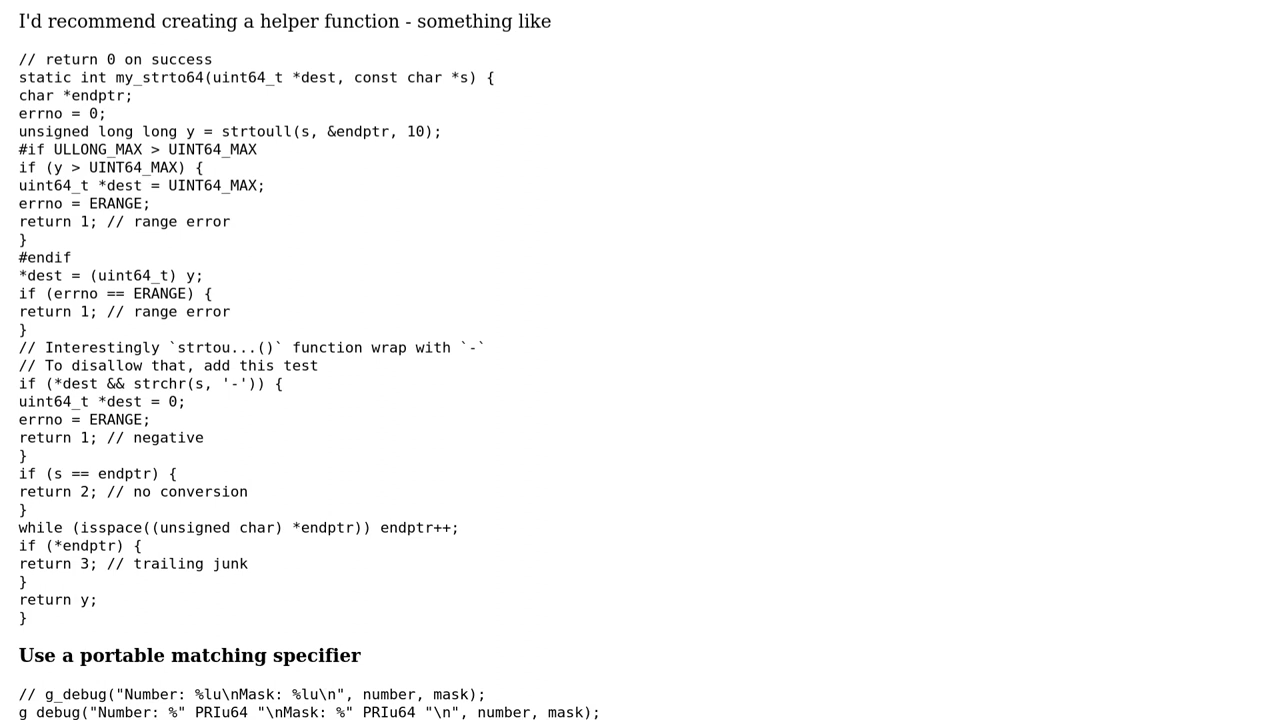 I'd recommend creating a helper function - something like
// return 0 on success
static int my_strto64(uint64_t *dest, const char *s) {
char *endptr;
errno = 0;
unsigned long long y = strtoull(s, &endptr, 10);
#if ULLONG_MAX > UINT64_MAX
if (y > UINT64_MAX) {
uint64_t *dest = UINT64_MAX;
errno = ERANGE;
return 1; // range error
}
#endif
*dest = (uint64_t) y;
if (errno == ERANGE) {
return 1; // range error
}
// Interestingly `strtou...()` function wrap with `-`
// To disallow that, add this test
if (*dest && strchr(s, '-')) {
uint64_t *dest = 0;
errno = ERANGE;
return 1; // negative
}
if (s == endptr) {
return 2; // no conversion
}
while (isspace((unsigned char) *endptr)) endptr++;
if (*endptr) {
return 3; // trailing junk
}
return y;
}
Use a portable matching specifier
// g_debug("Number: %lu\nMask: %lu\n", number, mask);
g_debug("Number: %" PRIu64 "\nMask: %" PRIu64 "\n", number, mask);